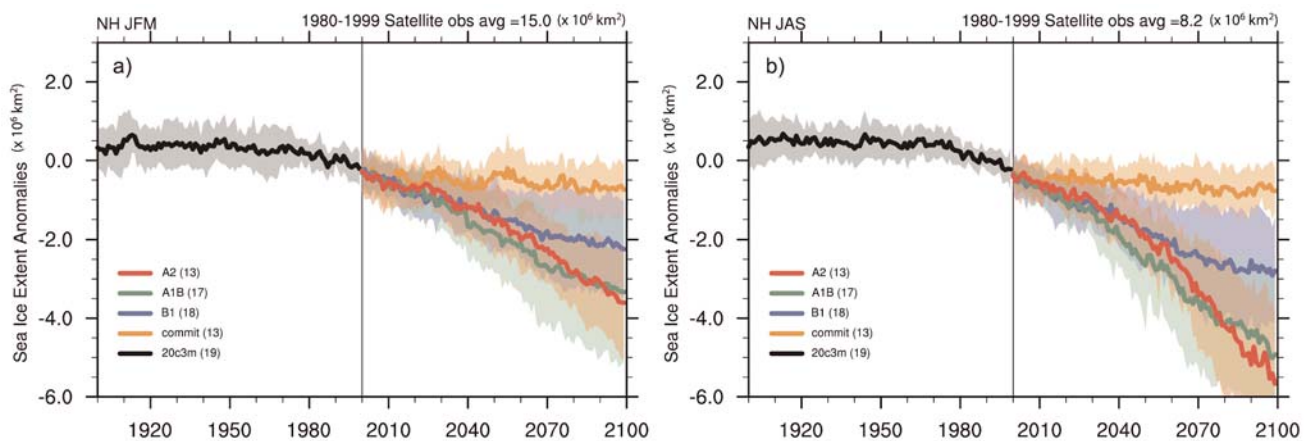 NH JFM 1980-1999 Satellite obs avg =15.0 (x 10⁶ km²)
a)
Sea Ice Extent Anomalies (x 10⁶ km²)
2.0
0.0
-2.0
-4.0
-6.0
A2 (13)
A1B (17)
B1 (18)
commit (13)
20c3m (19)
1920 1950 1980 2010 2040 2070 2100
NH JAS 1980-1999 Satellite obs avg =8.2 (x 10⁶ km²)
b)
Sea Ice Extent Anomalies (x 10⁶ km²)
2.0
0.0
-2.0
-4.0
-6.0
A2 (13)
A1B (17)
B1 (18)
commit (13)
20c3m (19)
1920 1950 1980 2010 2040 2070 2100